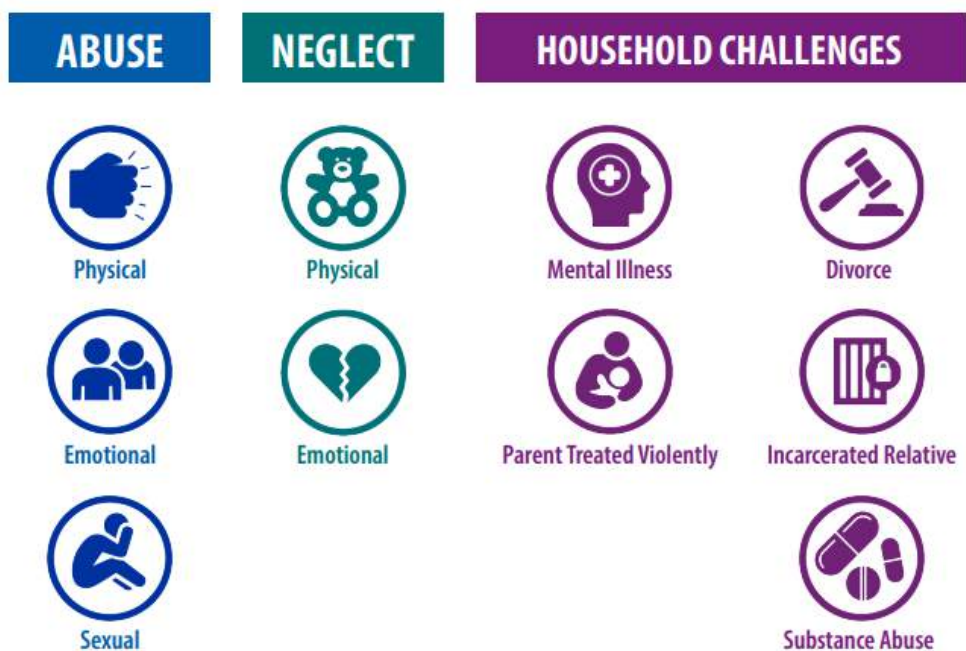 ABUSE
NEGLECT
HOUSEHOLD CHALLENGES
Physical
Physical
Mental Illness
Divorce
Emotional
Emotional
Parent Treated Violently
Incarcerated Relative
Sexual
Substance Abuse